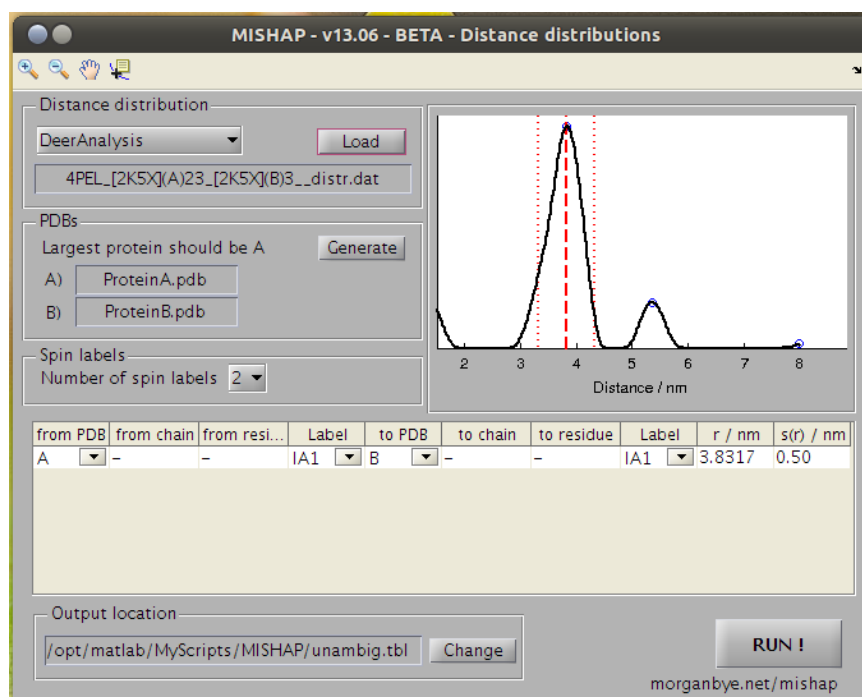 MISHAP - v13.06 - BETA - Distance distributions
Distance distribution
DeerAnalysis
Load
4PEL_[2K5X](A)23_[2K5X](B)3__distr.dat
PDBs
Largest protein should be A
Generate
A) ProteinA.pdb
B) ProteinB.pdb
Spin labels
Number of spin labels 2
2 3 4 5 6 7 8
Distance / nm
from PDB from chain from resi... Label to PDB to chain to residue Label r / nm s(r) / nm
A – – IA1 B – – IA1 3.8317 0.50
Output location
/opt/matlab/MyScripts/MISHAP/unambig.tbl
Change
RUN !
morganbye.net/mishap